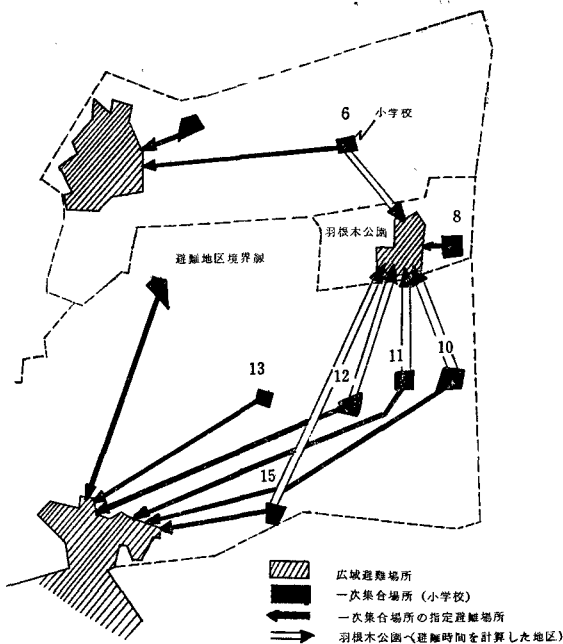 6
小学校
8
羽根木公園
避難地区境界線
13
12
11
10
15
広域避難場所
一次集合場所(小学校)
一次集合場所の指定避難場所
羽根木公園へ(避難時間を計算した地区)